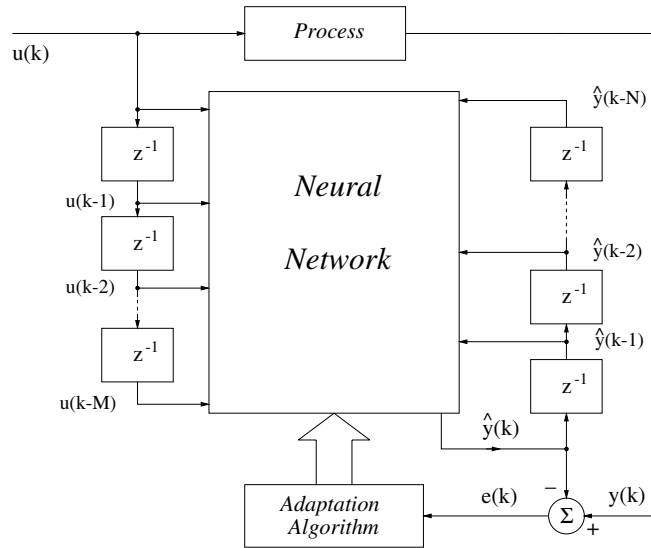 Process
u(k)
ŷ(k-N)
z⁻¹
z⁻¹
Neural
Network
u(k-1)
z⁻¹
ŷ(k-2)
u(k-2)
z⁻¹
ŷ(k-1)
z⁻¹
z⁻¹
u(k-M)
ŷ(k)
−
e(k)
Σ
y(k)
+
Adaptation
Algorithm